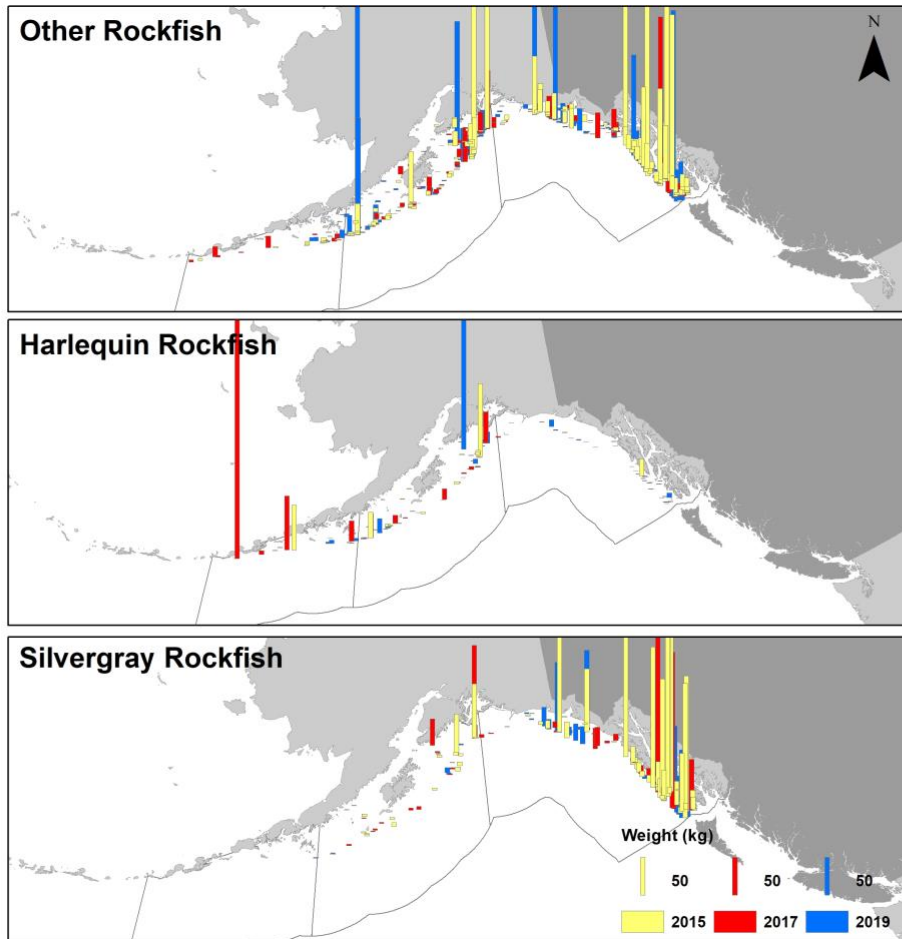 Other Rockfish
N
Harlequin Rockfish
Silvergray Rockfish
Weight (kg)
50 50 50
2015 2017 2019